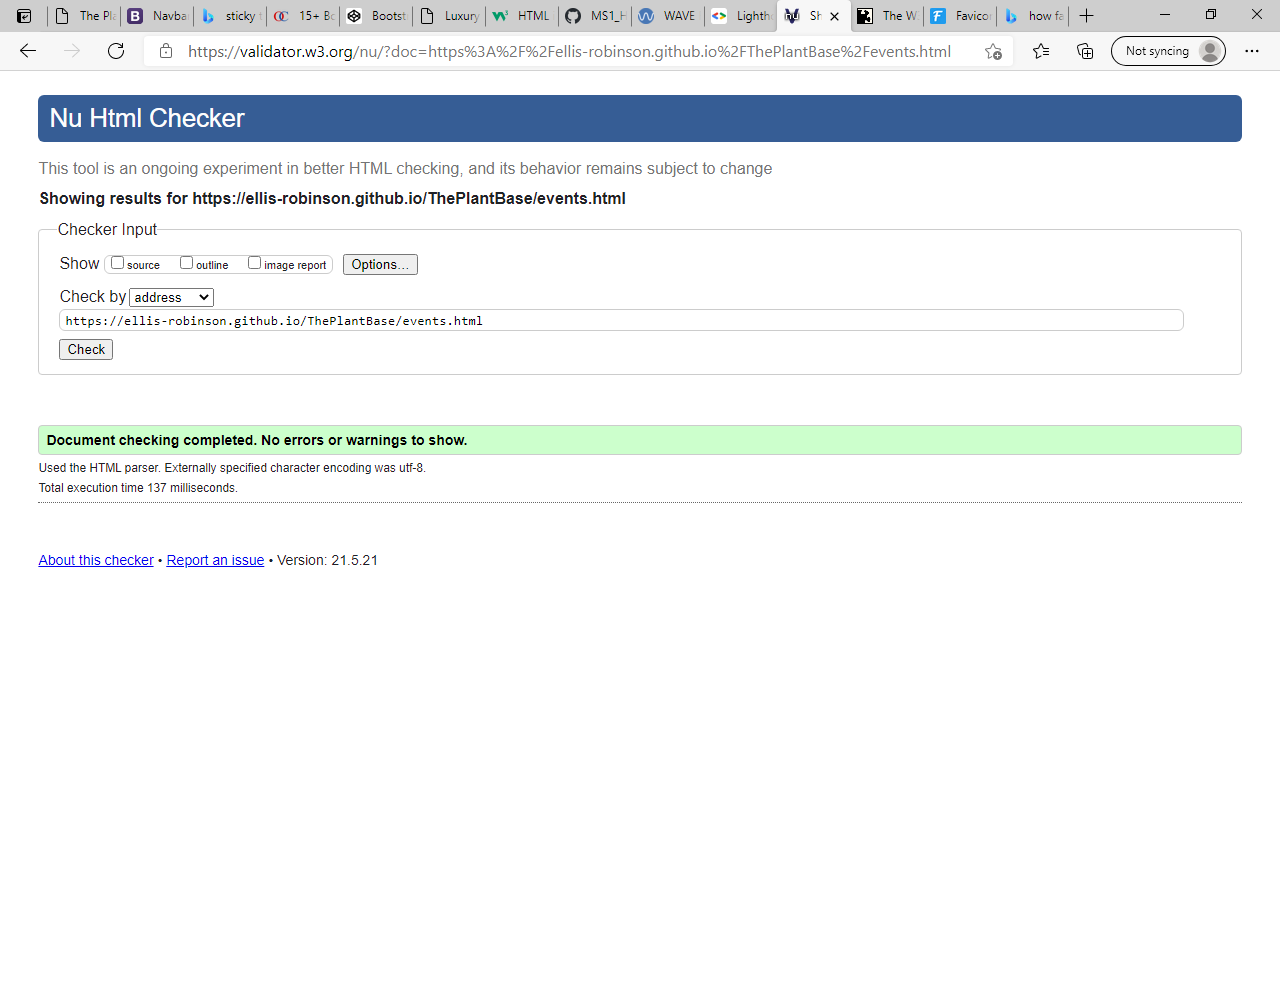 The Pla
Navbar
sticky f
15+ Bo
Bootst
Luxury
HTML
MS1_H
WAVE
Lightho
Sh
The W
Favicon
how fa
https://validator.w3.org/nu/?doc=https%3A%2F%2Fellis-robinson.github.io%2FThePlantBase%2Fevents.html
Not syncing
Nu Html Checker
This tool is an ongoing experiment in better HTML checking, and its behavior remains subject to change
Showing results for https://ellis-robinson.github.io/ThePlantBase/events.html
Checker Input
Show source outline image report Options...
Check by address
https://ellis-robinson.github.io/ThePlantBase/events.html
Check
Document checking completed. No errors or warnings to show.
Used the HTML parser. Externally specified character encoding was utf-8.
Total execution time 137 milliseconds.
About this checker • Report an issue • Version: 21.5.21